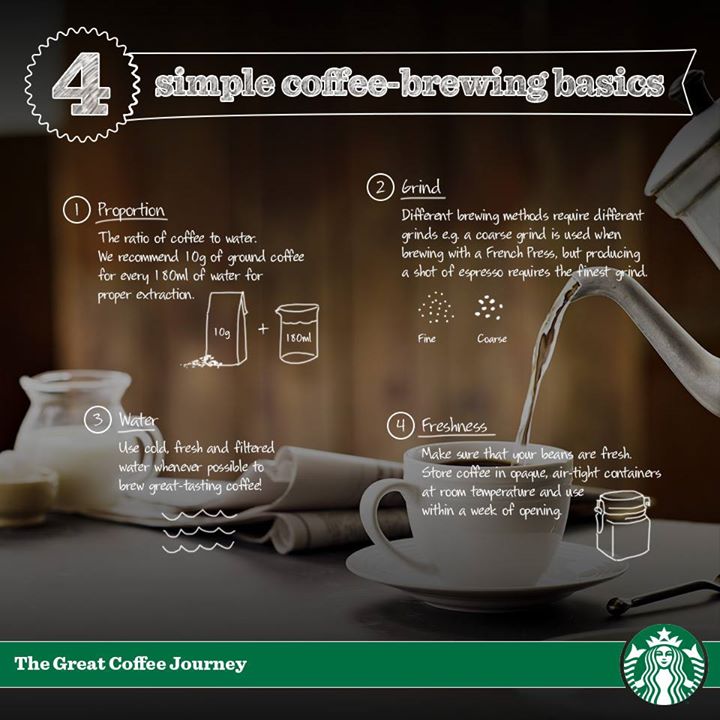 4 simple coffee-brewing basics
1 Proportion
The ratio of coffee to water.
We recommend 10g of ground coffee
for every 180ml of water for
proper extraction.
10g + 180ml
2 Grind
Different brewing methods require different
grinds e.g. a coarse grind is used when
brewing with a French Press, but producing
a shot of espresso requires the finest grind.
Fine Coarse
3 Water
Use cold, fresh and filtered
water whenever possible to
brew great-tasting coffee!
4 Freshness
Make sure that your beans are fresh.
Store coffee in opaque, air-tight containers
at room temperature and use
within a week of opening.
The Great Coffee Journey